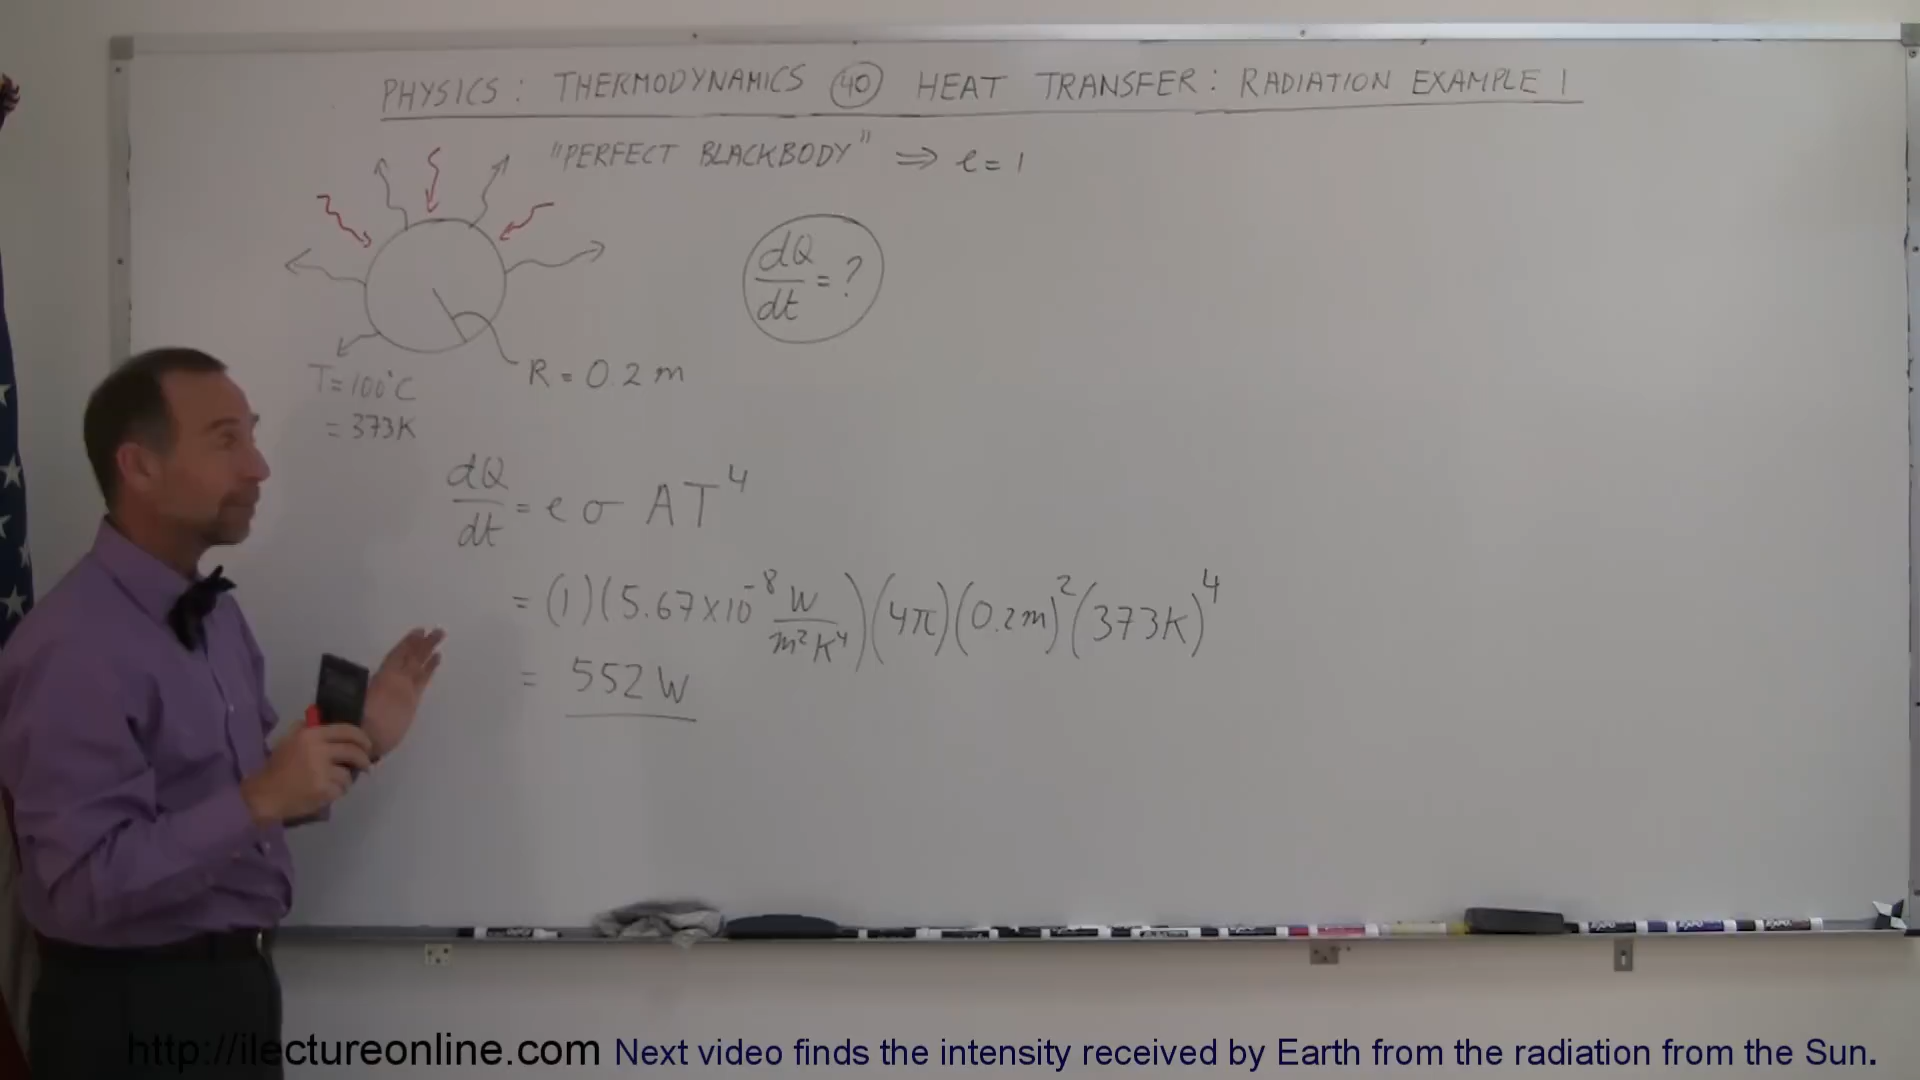 PHYSICS: THERMODYNAMICS 40 HEAT TRANSFER: RADIATION EXAMPLE 1
"PERFECT BLACKBODY" ⇒ e = 1
dQ/dt = ?
R = 0.2 m
T = 100°C
= 373K
dQ/dt = e σ AT⁴
= (1)(5.67×10⁻⁸ W/m²K⁴)(4π)(0.2m)²(373K)⁴
= 552 W
http://ilectureonline.com Next video finds the intensity received by Earth from the radiation from the Sun.